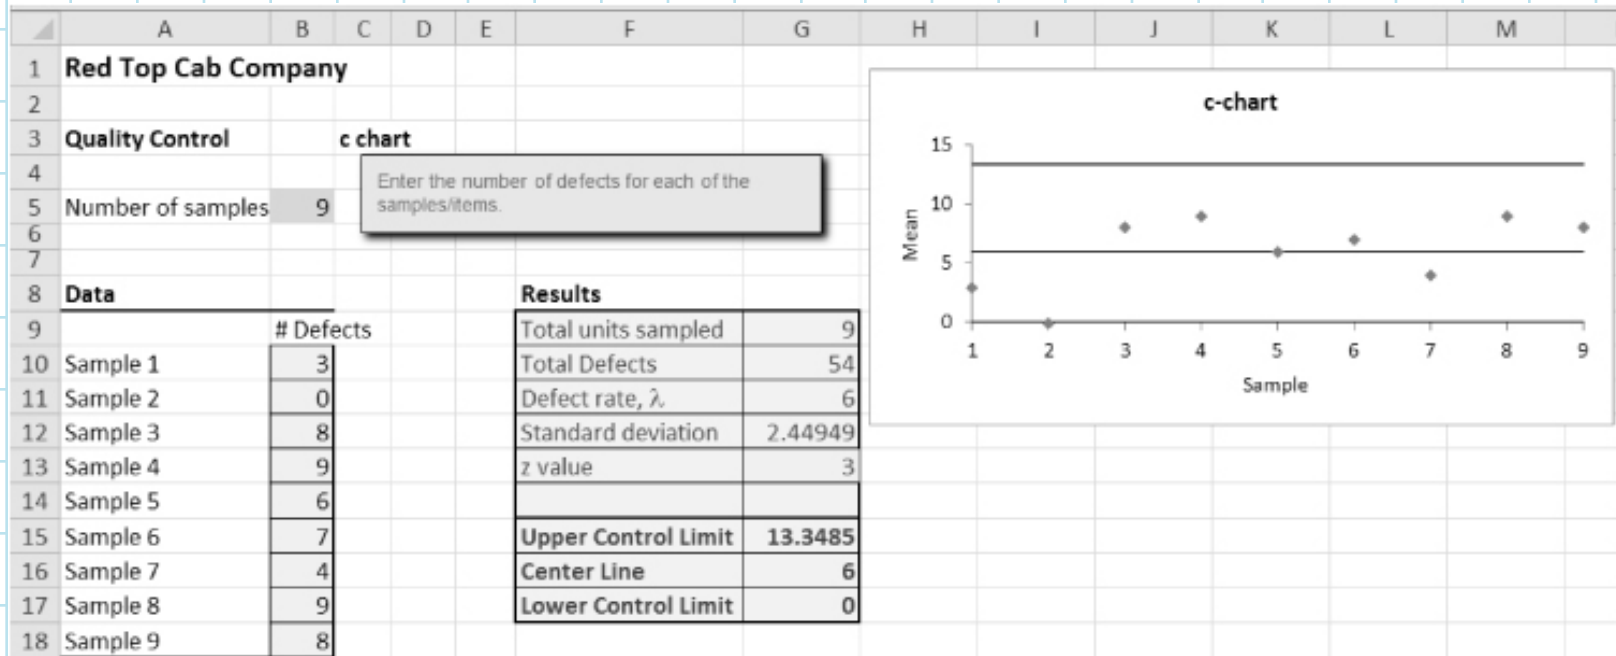 A B C D E F G H I J K L M
1 Red Top Cab Company
2
3 Quality Control c chart
4
5 Number of samples 9
Enter the number of defects for each of the
samples/items.
6
7
8 Data Results
9 # Defects Total units sampled 9
10 Sample 1 3 Total Defects 54
11 Sample 2 0 Defect rate, λ 6
12 Sample 3 8 Standard deviation 2.44949
13 Sample 4 9 z value 3
14 Sample 5 6
15 Sample 6 7 Upper Control Limit 13.3485
16 Sample 7 4 Center Line 6
17 Sample 8 9 Lower Control Limit 0
18 Sample 9 8
c-chart
15
10
5
0
Mean
1 2 3 4 5 6 7 8 9
Sample